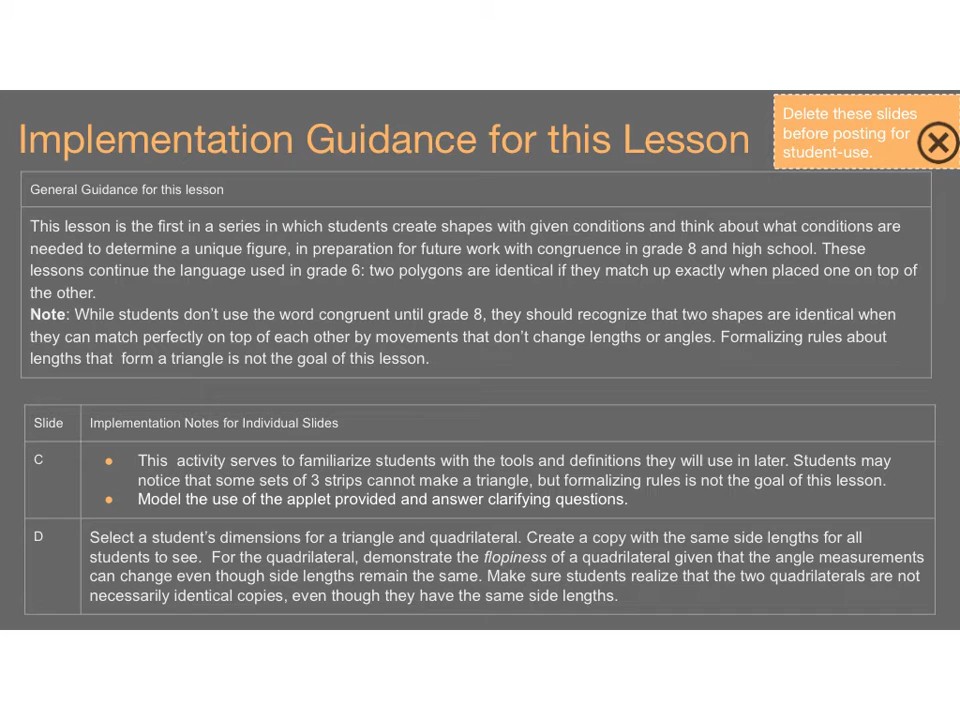 Implementation Guidance for this Lesson
Delete these slides
before posting for
student-use.
General Guidance for this lesson
This lesson is the first in a series in which students create shapes with given conditions and think about what conditions are
needed to determine a unique figure, in preparation for future work with congruence in grade 8 and high school. These
lessons continue the language used in grade 6: two polygons are identical if they match up exactly when placed one on top of
the other.
Note: While students don’t use the word congruent until grade 8, they should recognize that two shapes are identical when
they can match perfectly on top of each other by movements that don’t change lengths or angles. Formalizing rules about
lengths that  form a triangle is not the goal of this lesson.
Slide
Implementation Notes for Individual Slides
C
● This  activity serves to familiarize students with the tools and definitions they will use in later. Students may
notice that some sets of 3 strips cannot make a triangle, but formalizing rules is not the goal of this lesson.
● Model the use of the applet provided and answer clarifying questions.
D
Select a student’s dimensions for a triangle and quadrilateral. Create a copy with the same side lengths for all
students to see.  For the quadrilateral, demonstrate the flopiness of a quadrilateral given that the angle measurements
can change even though side lengths remain the same. Make sure students realize that the two quadrilaterals are not
necessarily identical copies, even though they have the same side lengths.